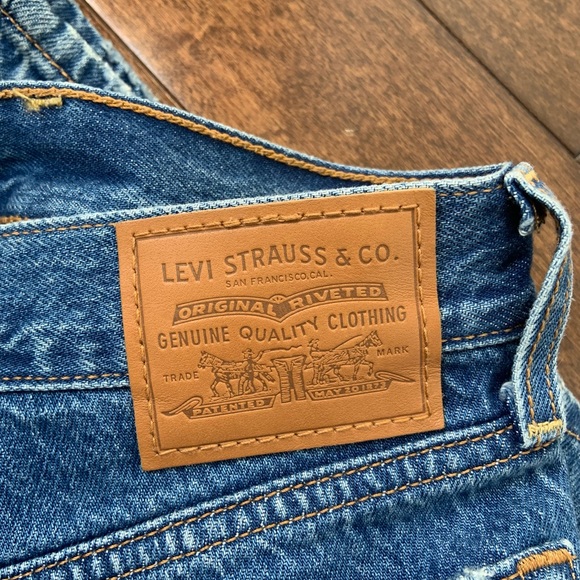 LEVI STRAUSS & CO.
SAN FRANCISCO, CAL.
ORIGINAL RIVETED
GENUINE QUALITY CLOTHING
TRADE MARK
PATENTED MAY 20 1873